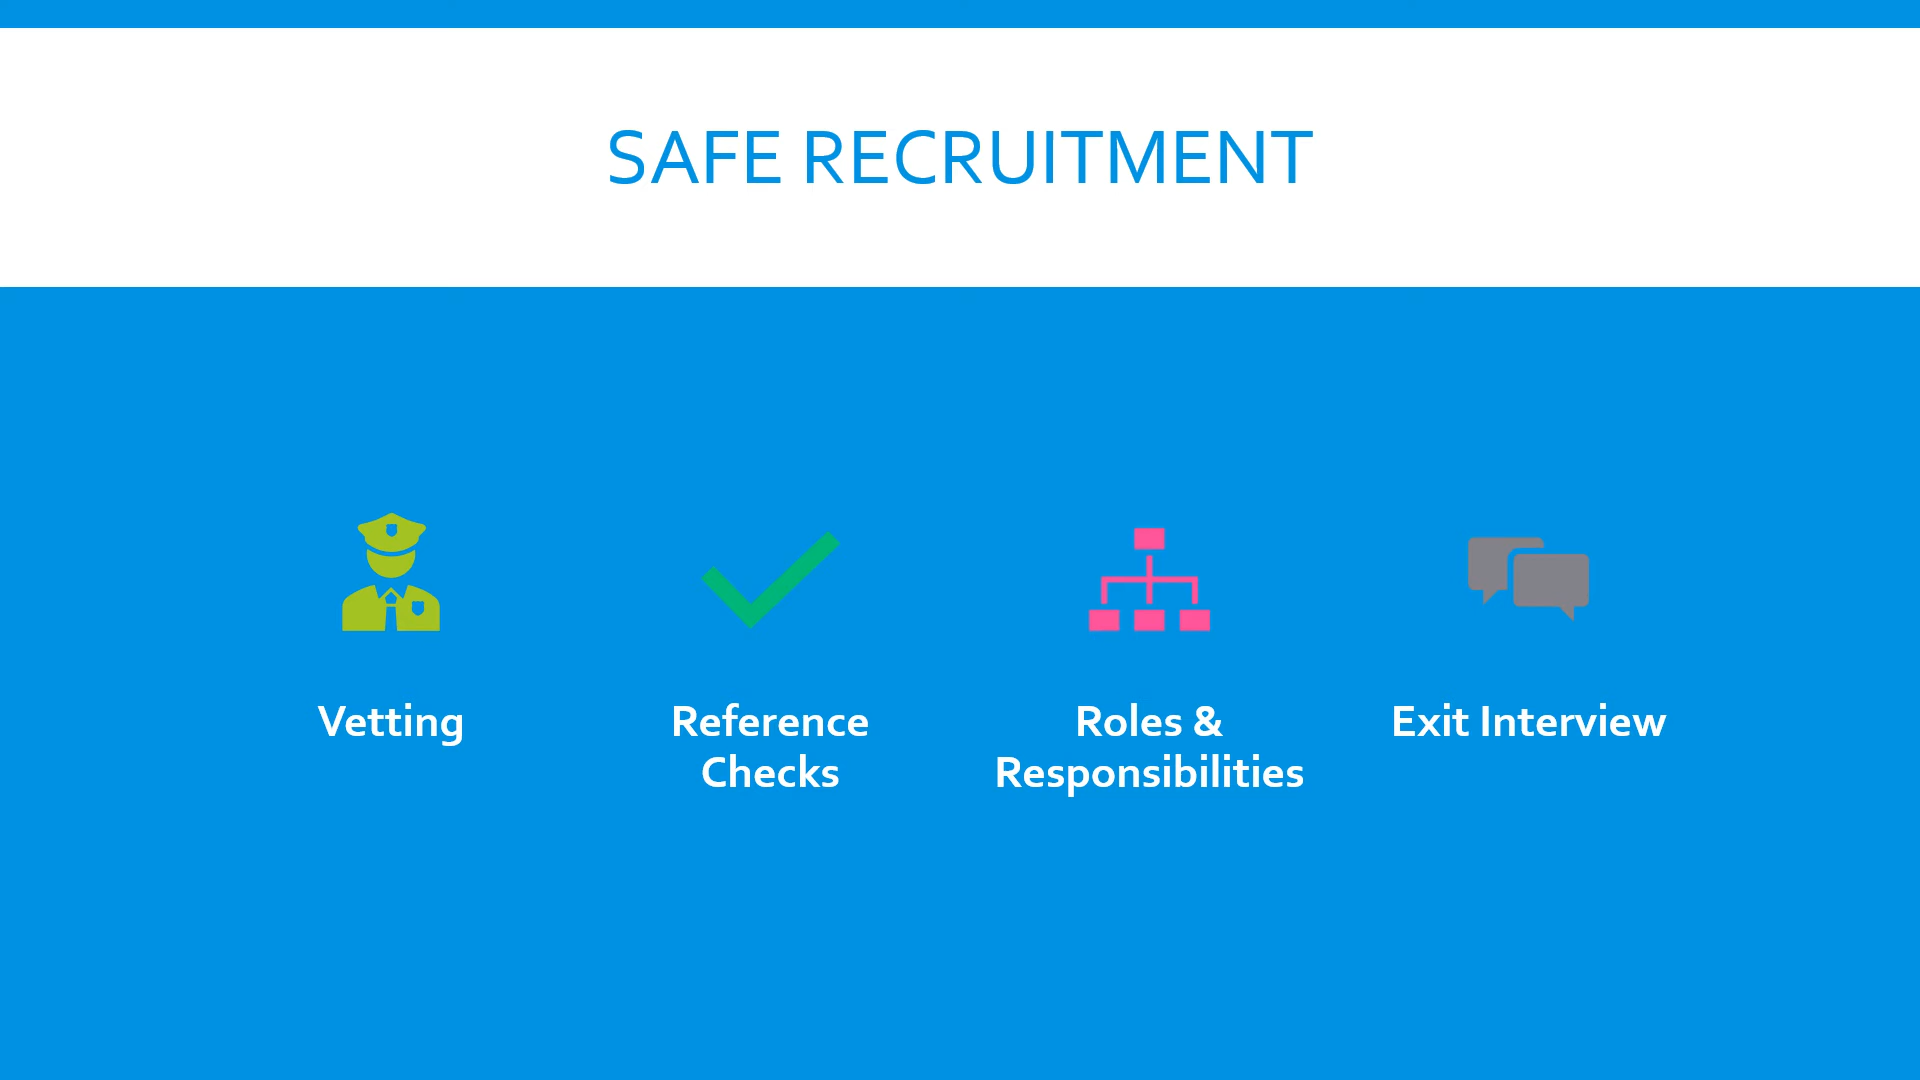 SAFE RECRUITMENT
Vetting
Reference
Checks
Roles &
Responsibilities
Exit Interview